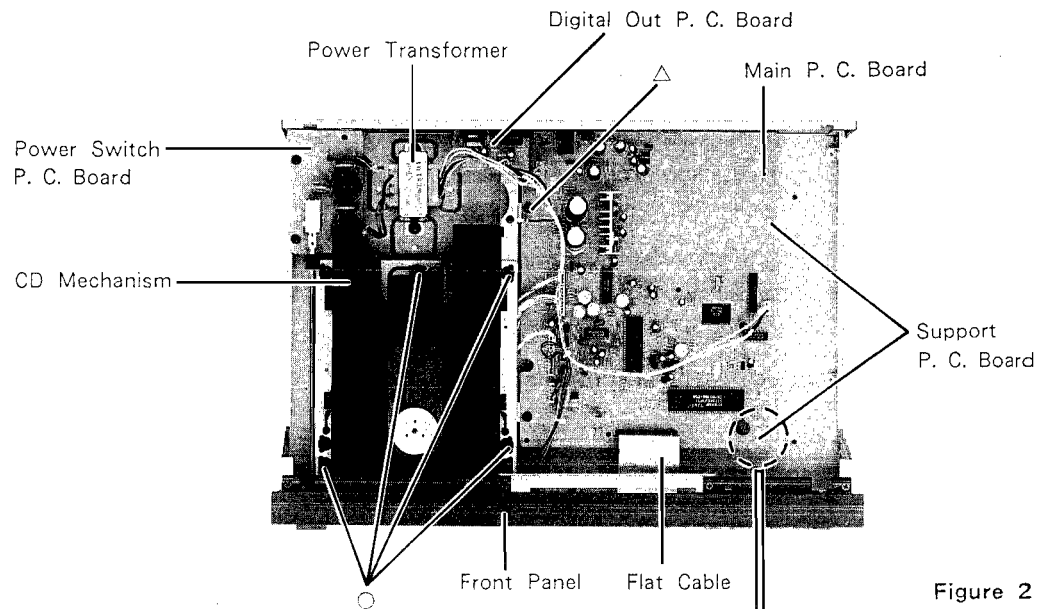 Digital Out P. C. Board
Power Transformer
△
Main P. C. Board
Power Switch
P. C. Board
CD Mechanism
Support
P. C. Board
○
Front Panel
Flat Cable
Figure 2